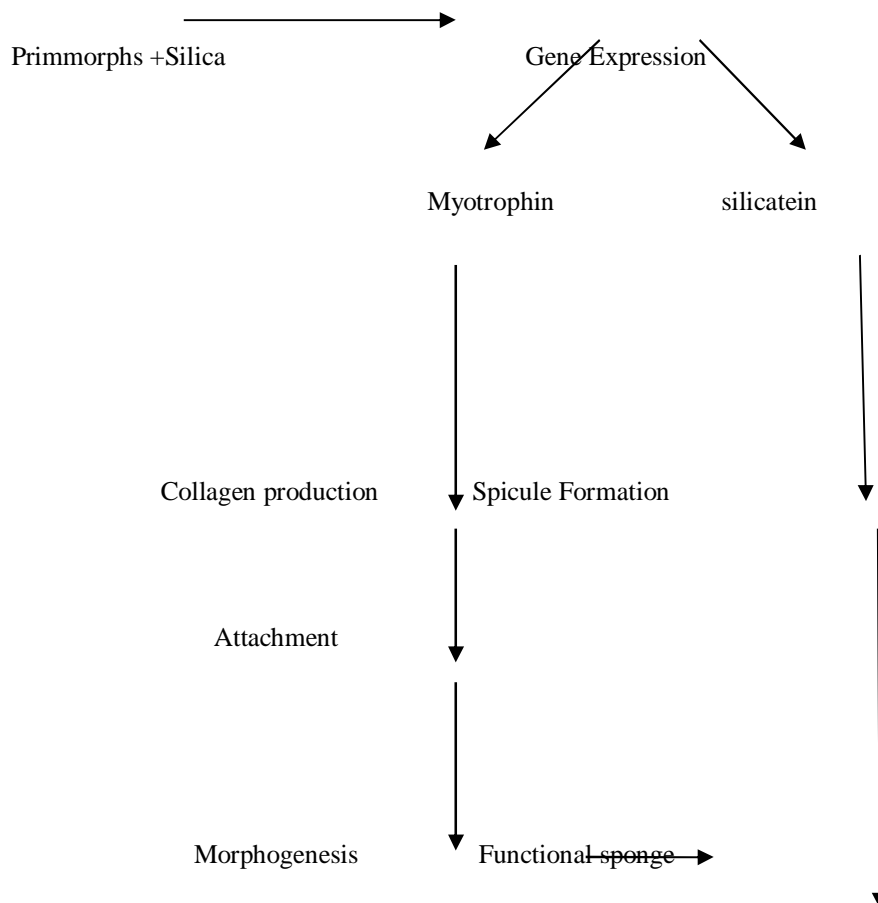 Primmorphs +Silica Gene Expression
Myotrophin silicatein
Collagen production Spicule Formation
Attachment
Morphogenesis Functional sponge